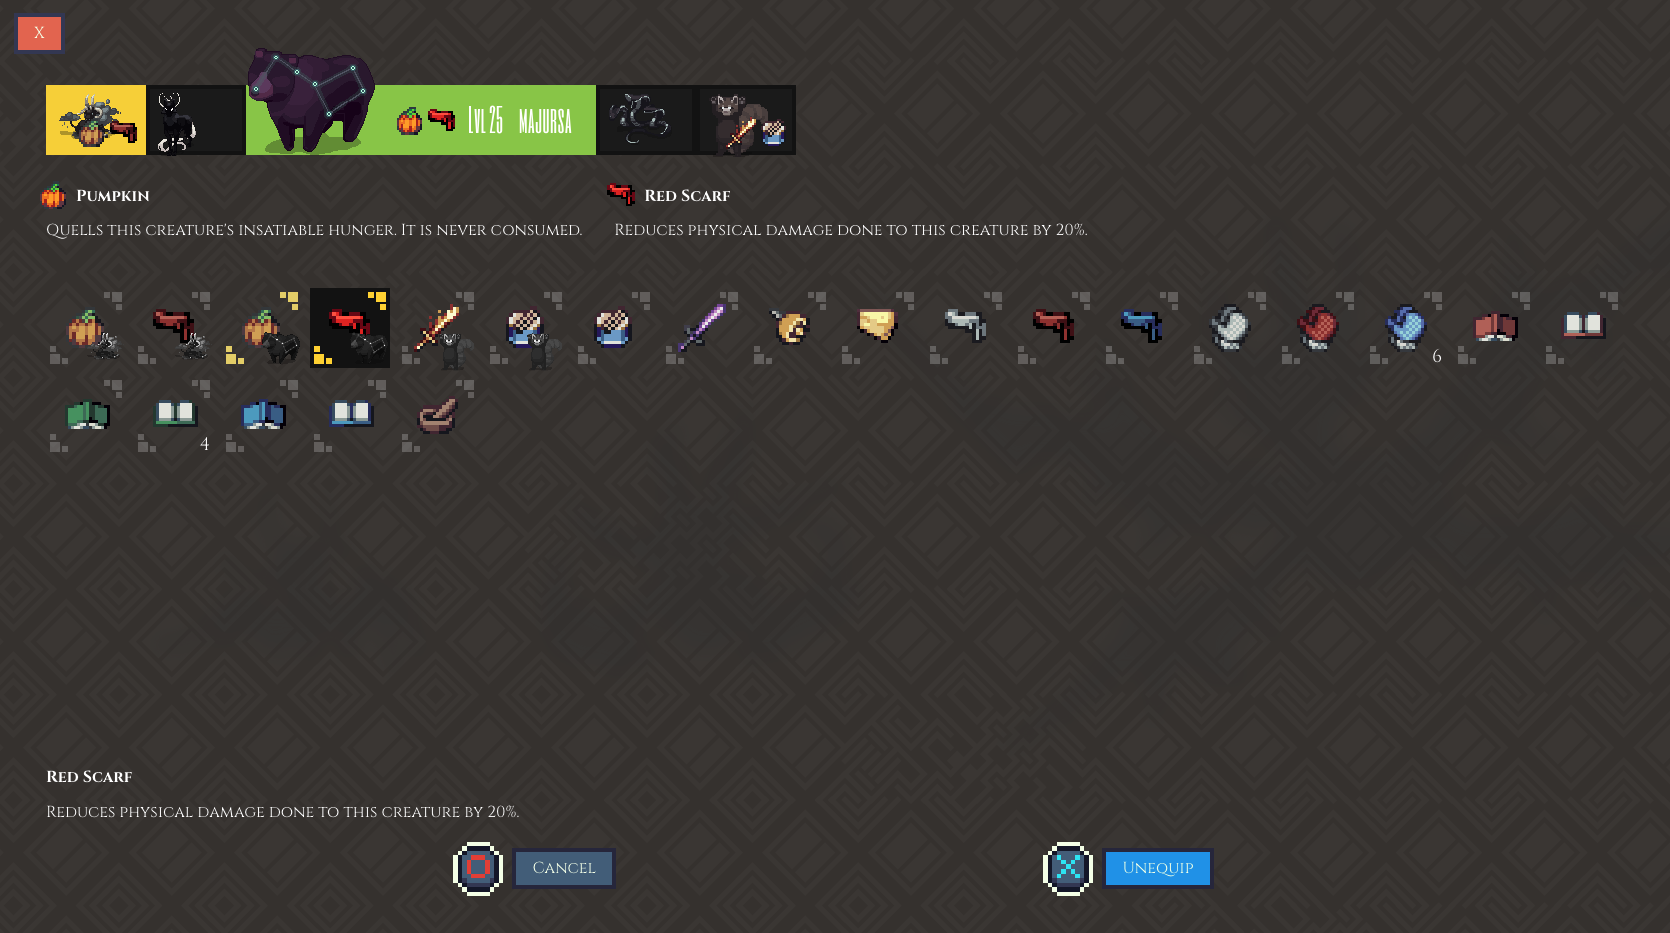 X
Lvl 25 majursa
Pumpkin
Red Scarf
Quells this creature's insatiable hunger. It is never consumed.
Reduces physical damage done to this creature by 20%.
6
4
Red Scarf
Reduces physical damage done to this creature by 20%.
Cancel
Unequip